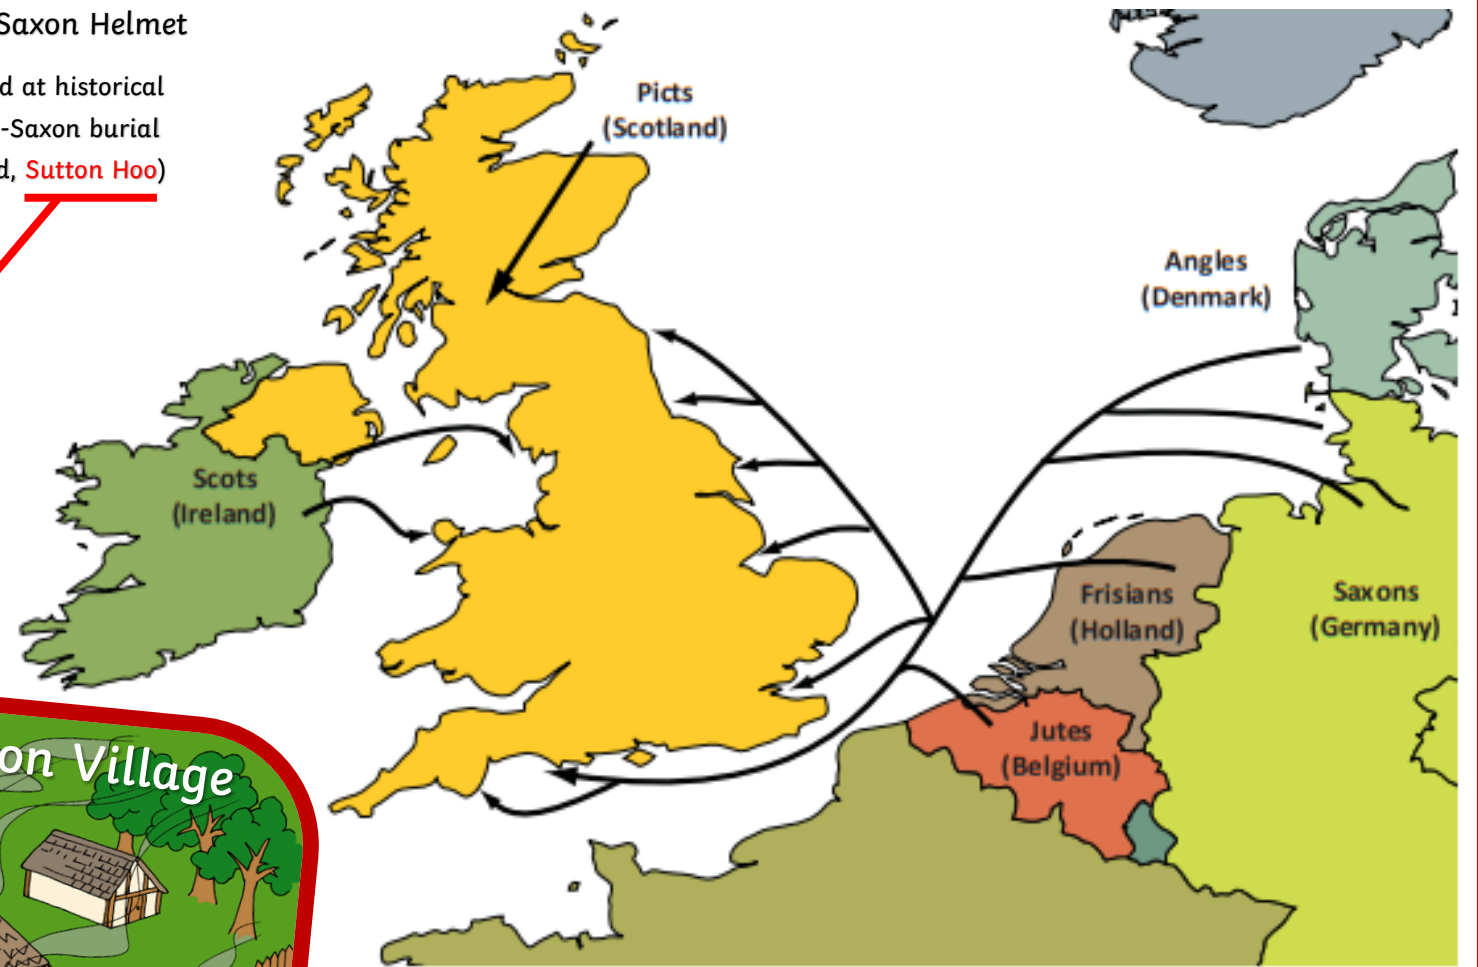 Saxon Helmet
d at historical
-Saxon burial
d, Sutton Hoo)
Picts
(Scotland)
Angles
(Denmark)
Scots
(Ireland)
Frisians
(Holland)
Saxons
(Germany)
Jutes
(Belgium)
on Village